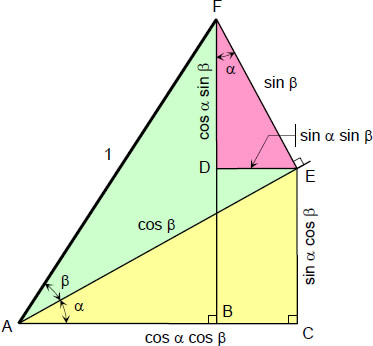 F
α
sin β
cos α sin β
sin α sin β
1
D
E
cos β
sin α cos β
β
α
B
A
C
cos α cos β